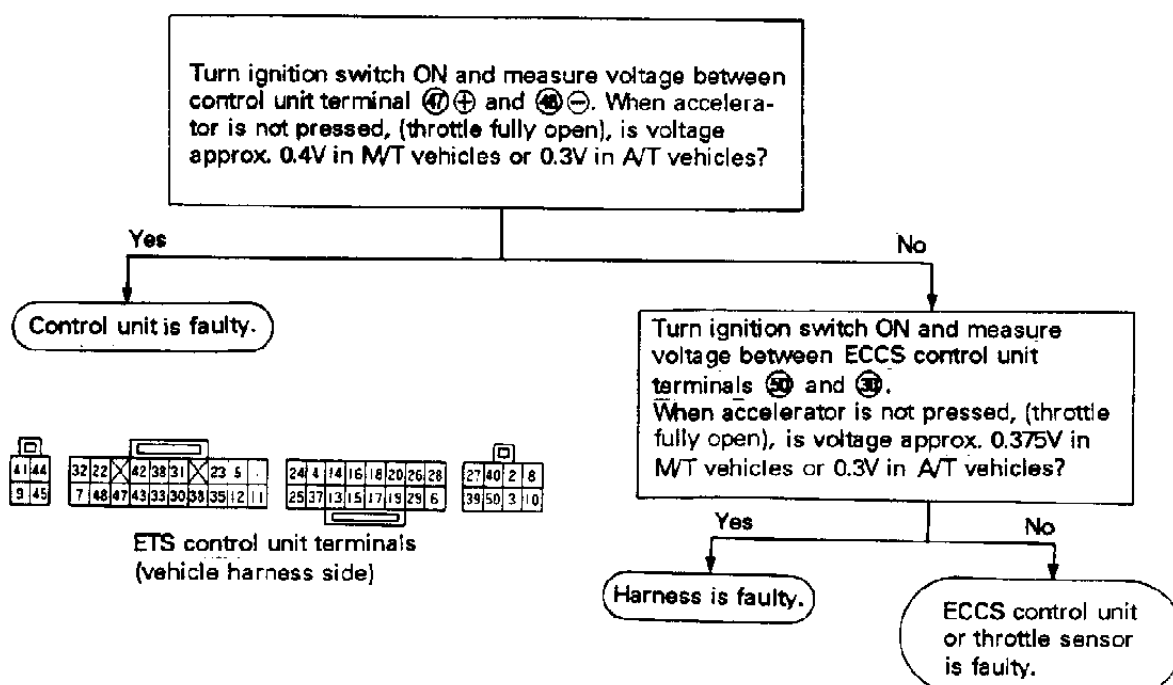 Turn ignition switch ON and measure voltage between
control unit terminal 47 ⊕ and 48 ⊖. When accelera-
tor is not pressed, (throttle fully open), is voltage
approx. 0.4V in M/T vehicles or 0.3V in A/T vehicles?
Yes
No
Control unit is faulty.
Turn ignition switch ON and measure
voltage between ECCS control unit
terminals 50 and 30.
When accelerator is not pressed, (throttle
fully open), is voltage approx. 0.375V in
M/T vehicles or 0.3V in A/T vehicles?
41 44
9 45
32 22 42 38 31 23 5
7 48 47 43 33 30 38 35 12 11
24 4 14 16 18 20 26 28
25 37 13 15 17 19 29 6
27 40 2 8
39 50 3 10
ETS control unit terminals
(vehicle harness side)
Yes
No
Harness is faulty.
ECCS control unit
or throttle sensor
is faulty.